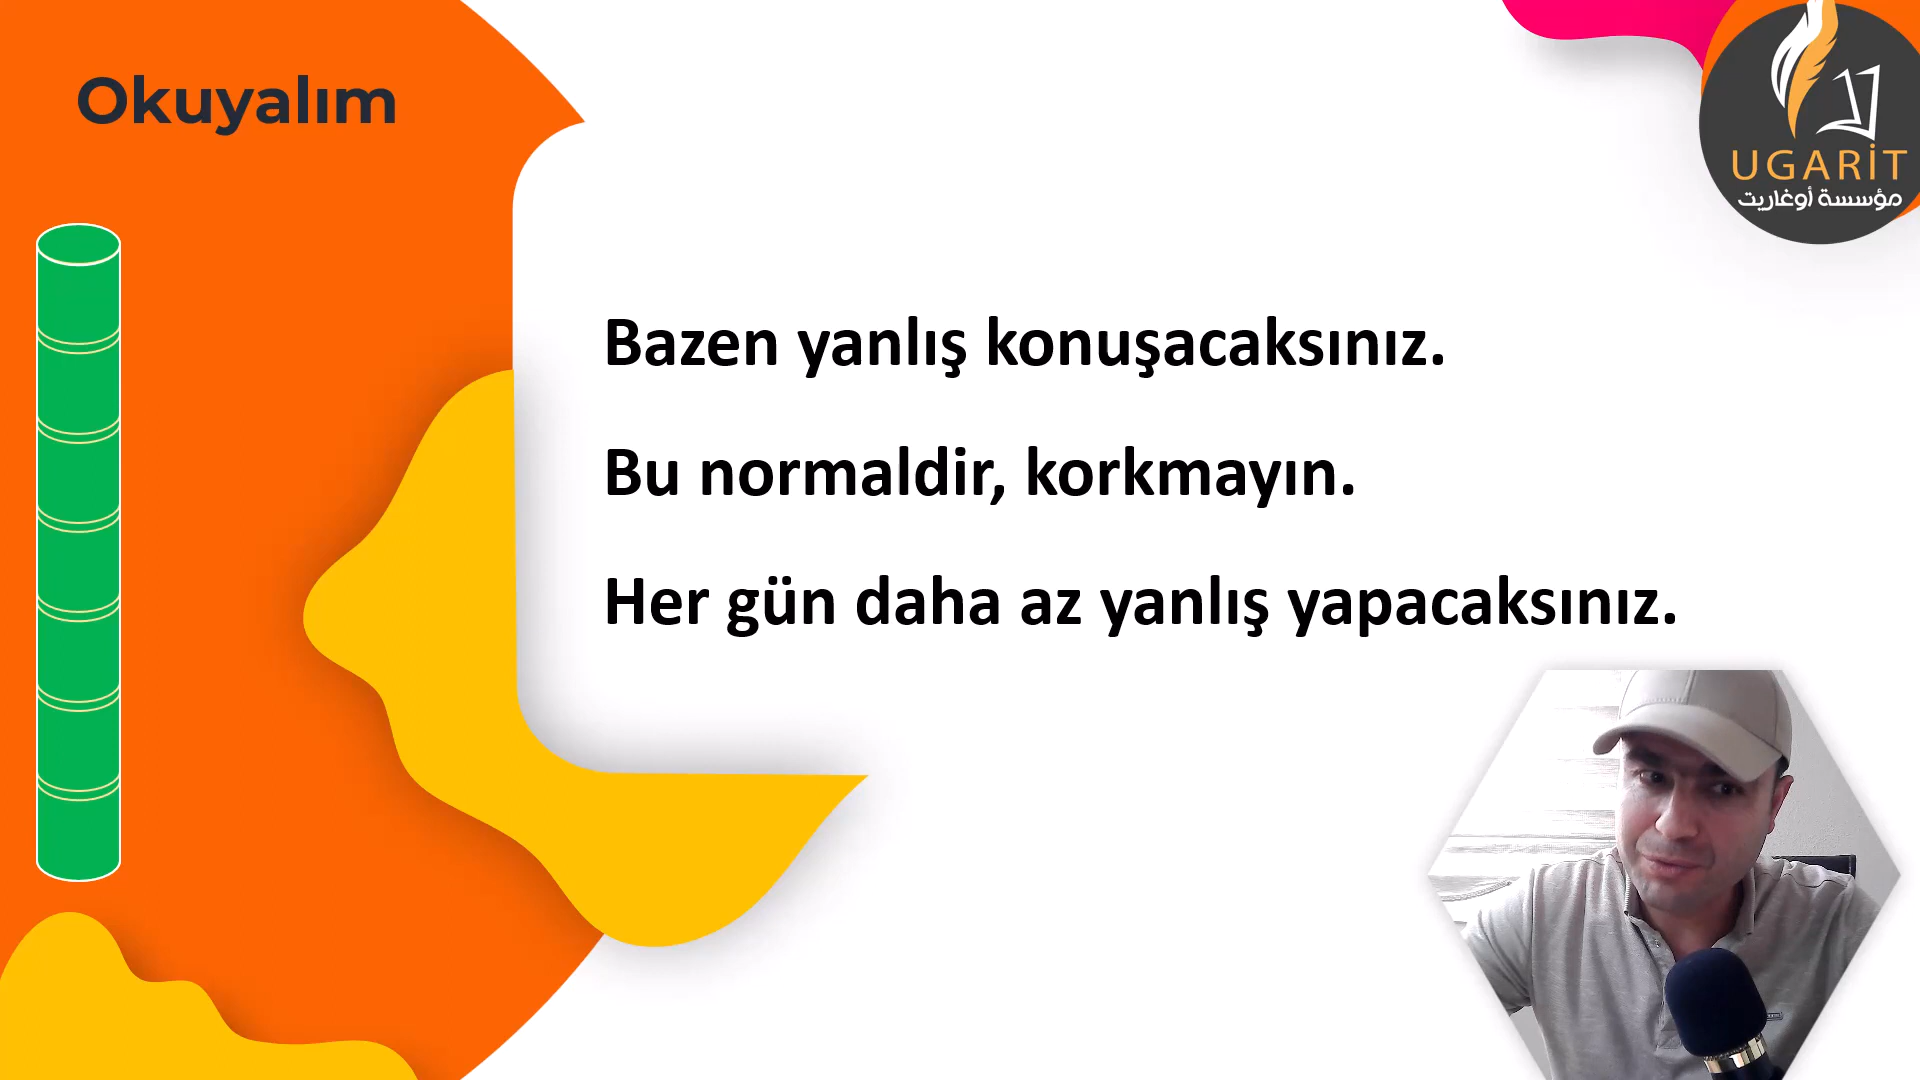 Okuyalım
UGARİT
مؤسسة أوغاريت
Bazen yanlış konuşacaksınız.
Bu normaldir, korkmayın.
Her gün daha az yanlış yapacaksınız.